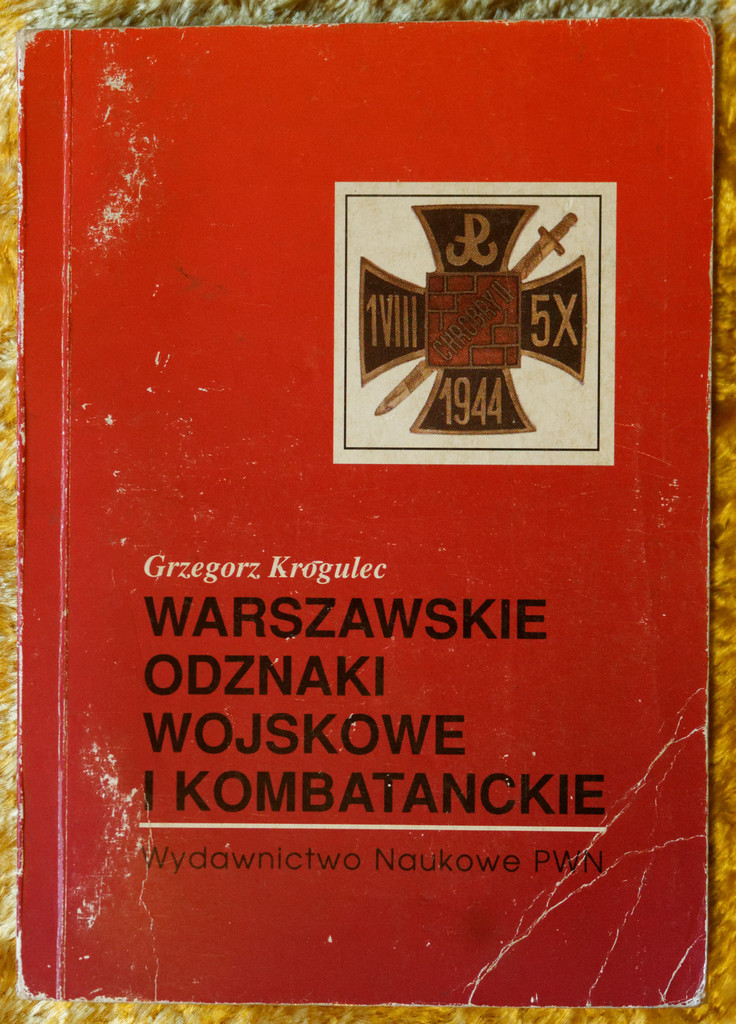 1VIII
CHROBRY II
5X
1944
Grzegorz Krogulec
WARSZAWSKIE
ODZNAKI
WOJSKOWE
I KOMBATANCKIE
Wydawnictwo Naukowe PWN